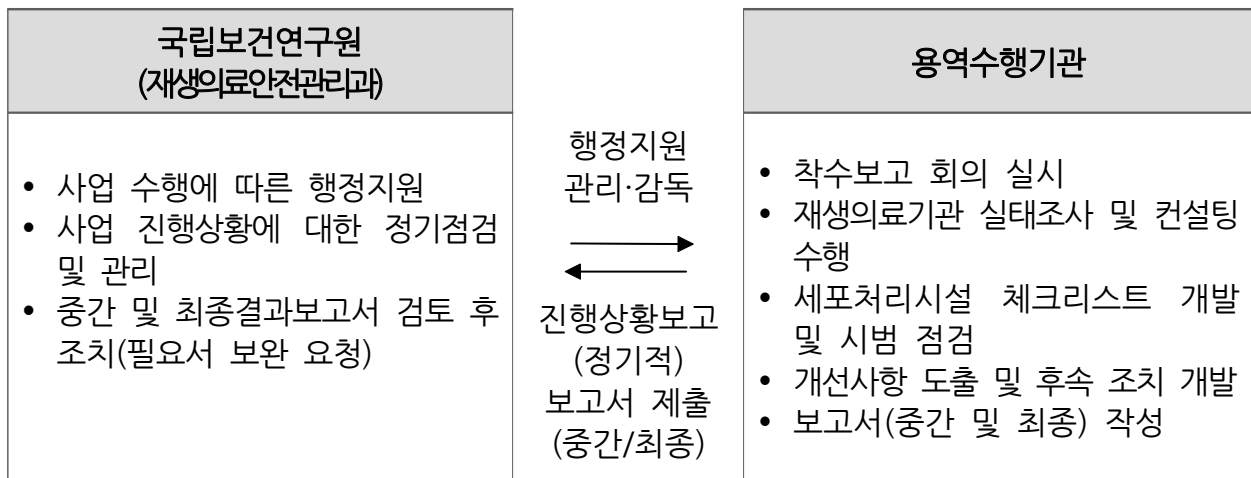 국립보건연구원
(재생의료안전관리과)
• 사업 수행에 따른 행정지원
• 사업 진행상황에 대한 정기점검
및 관리
• 중간 및 최종결과보고서 검토 후
조치(필요서 보완 요청)
행정지원
관리·감독
진행상황보고
(정기적)
보고서 제출
(중간/최종)
용역수행기관
• 착수보고 회의 실시
• 재생의료기관 실태조사 및 컨설팅
수행
• 세포처리시설 체크리스트 개발
및 시범 점검
• 개선사항 도출 및 후속 조치 개발
• 보고서(중간 및 최종) 작성